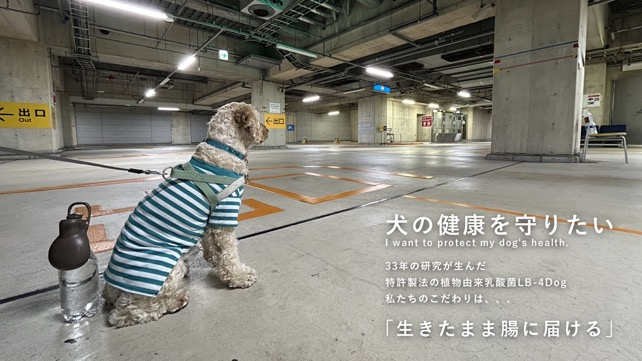 ←出口
Out
←出口
犬の健康を守りたい
I want to protect my dog's health.
33年の研究が生んだ
特許製法の植物由来乳酸菌LB-4Dog
私たちのこだわりは、、、
「生きたまま腸に届ける」